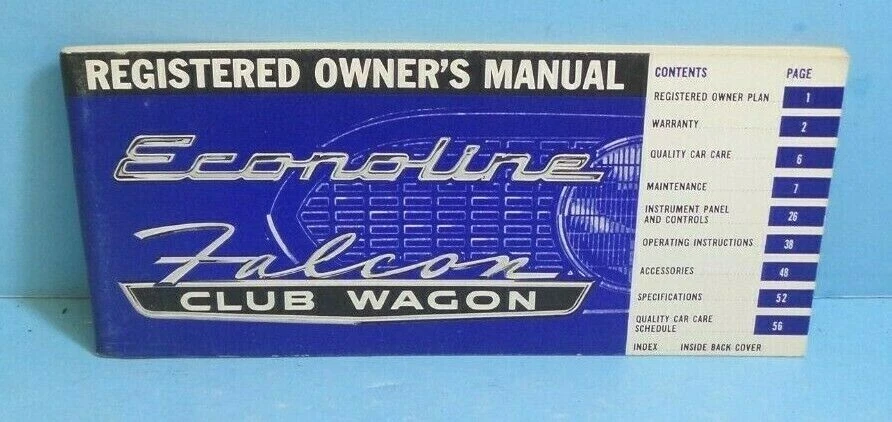 REGISTERED OWNER'S MANUAL
Econoline
Falcon
CLUB WAGON
CONTENTS PAGE
REGISTERED OWNER PLAN 1
WARRANTY 2
QUALITY CAR CARE 6
MAINTENANCE 7
INSTRUMENT PANEL
AND CONTROLS 26
OPERATING INSTRUCTIONS 38
ACCESSORIES 48
SPECIFICATIONS 52
QUALITY CAR CARE
SCHEDULE 56
INDEX INSIDE BACK COVER